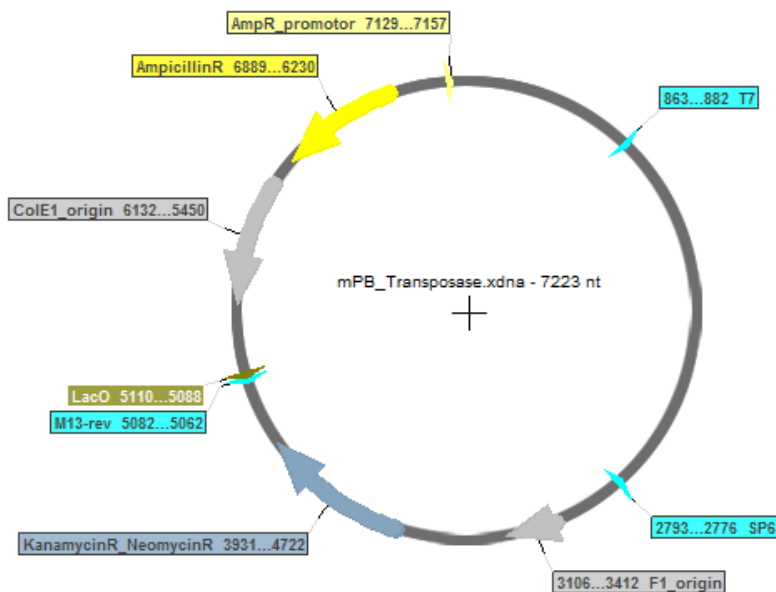 AmpR_promotor 7129...7157
AmpicillinR 6889...6230
863...882 T7
ColE1_origin 6132...5450
mPB_Transposase.xdna - 7223 nt
LacO 5110...5088
M13-rev 5082...5062
2793...2776 SP6
KanamycinR_NeomycinR 3931...4722
3106...3412 F1_origin